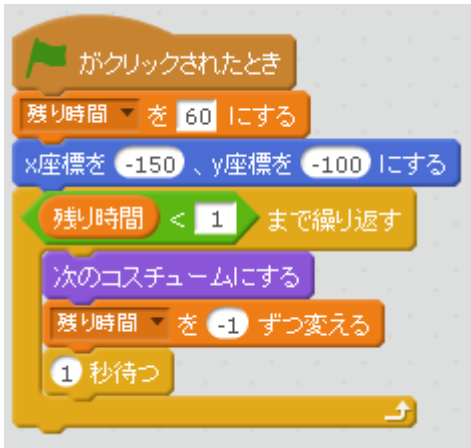 がクリックされたとき
残り時間 を 60 にする
x座標を -150 、y座標を -100 にする
残り時間 < 1 まで繰り返す
次のコスチュームにする
残り時間 を -1 ずつ変える
1 秒待つ